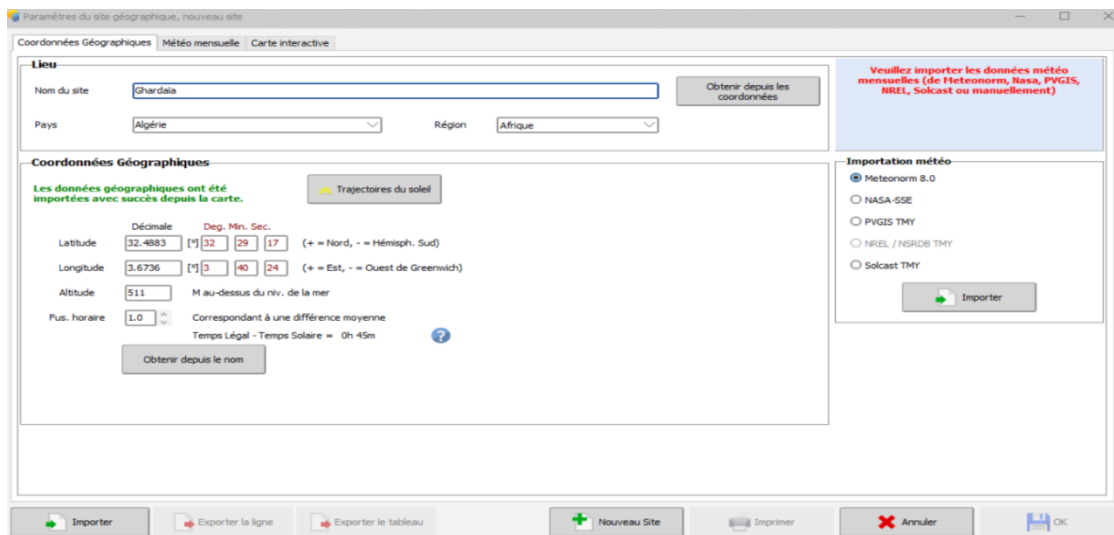 Paramètres du site géographique, nouveau site
Coordonnées Géographiques Météo mensuelle Carte interactive
Lieu
Nom du site Ghardaïa
Obtenir depuis les coordonnées
Pays Algérie Région Afrique
Veuillez importer les données météo
mensuelles (de Meteonorm, Nasa, PVGIS,
NREL, Solcast ou manuellement)
Coordonnées Géographiques
Les données géographiques ont été
importées avec succès depuis la carte.
Trajectoires du soleil
Décimale Deg. Min. Sec.
Latitude 32.4883 [°] 32 29 17 (+ = Nord, - = Hémisph. Sud)
Longitude 3.6736 [°] 3 40 24 (+ = Est, - = Ouest de Greenwich)
Altitude 511 M au-dessus du niv. de la mer
Fus. horaire 1.0 Correspondant à une différence moyenne
Temps Légal - Temps Solaire = 0h 45m ?
Obtenir depuis le nom
Importation météo
Meteonorm 8.0
NASA-SSE
PVGIS TMY
NREL / NSRDB TMY
Solcast TMY
Importer
Importer Exporter la ligne Exporter le tableau Nouveau Site Imprimer Annuler OK